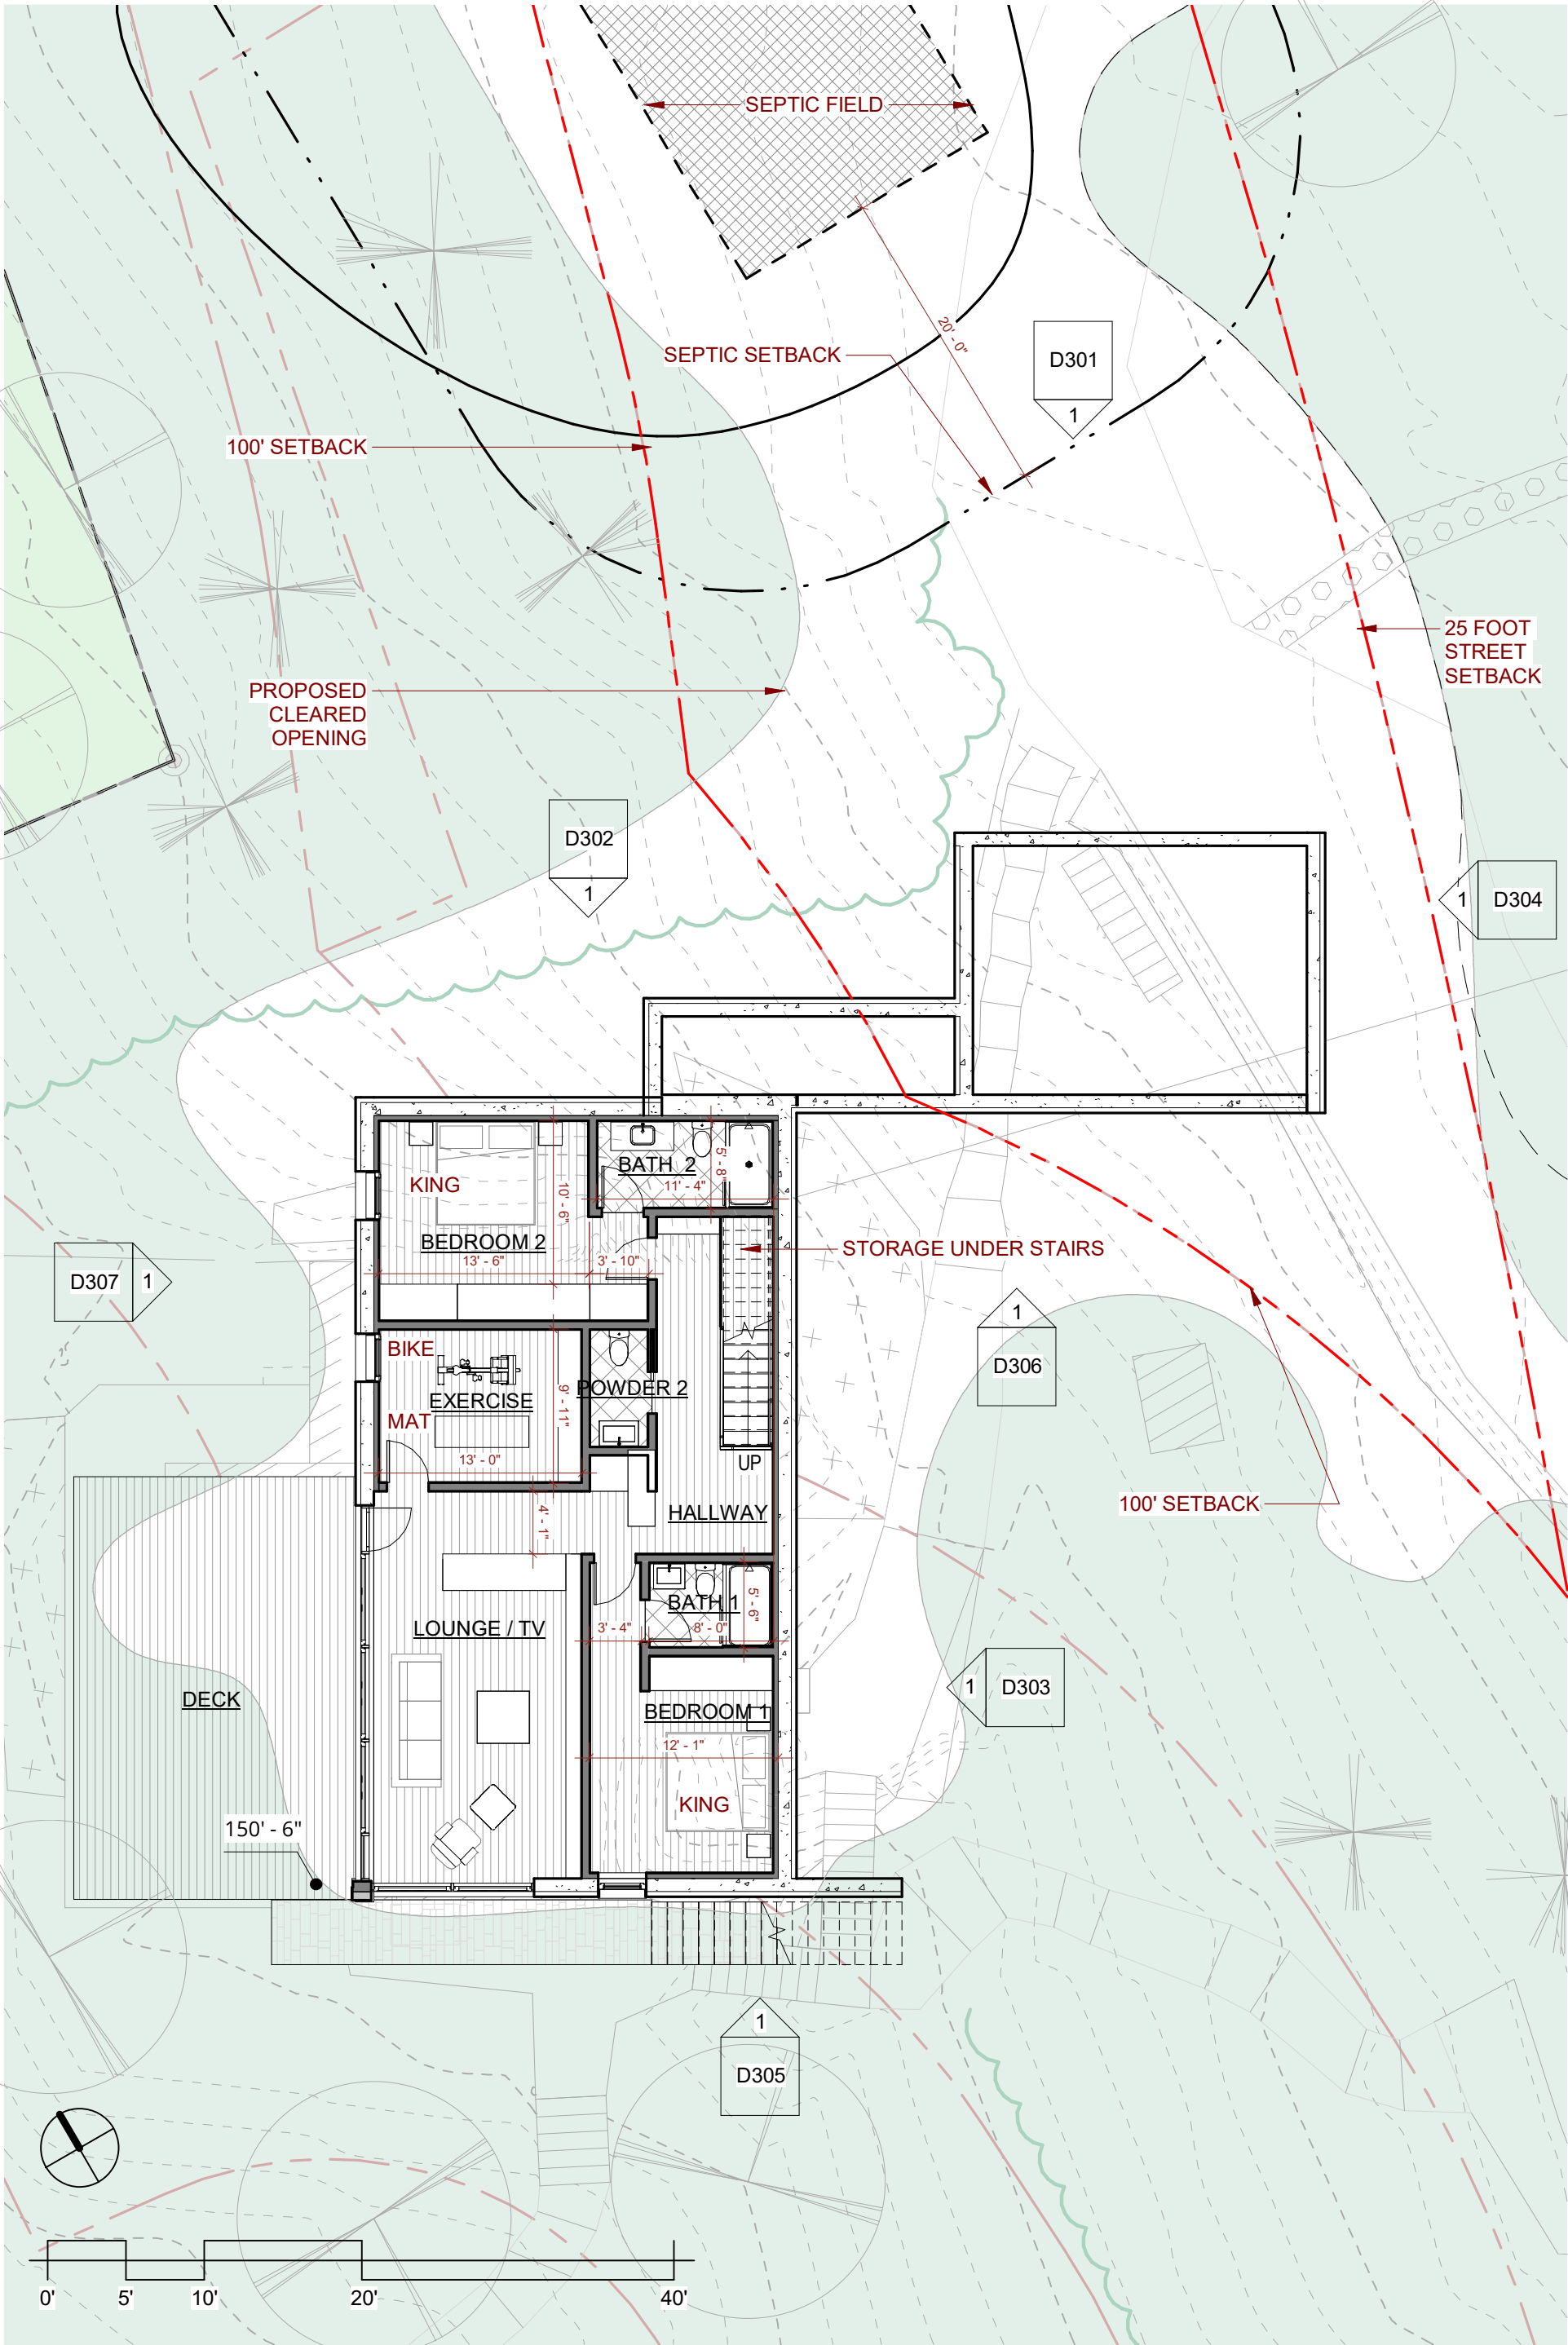 SEPTIC FIELD
20' - 0"
SEPTIC SETBACK
D301
1
100' SETBACK
25 FOOT
STREET
SETBACK
PROPOSED
CLEARED
OPENING
D302
1
1
D304
KING
BATH 2
5' - 8"
11' - 4"
10' - 6"
BEDROOM 2
13' - 6"
3' - 10"
STORAGE UNDER STAIRS
D307
1
1
D306
BIKE
EXERCISE
MAT
9' - 11"
POWDER 2
13' - 0"
UP
4' - 1"
HALLWAY
100' SETBACK
BATH 1
5' - 6"
LOUNGE / TV
3' - 4"
8' - 0"
DECK
1
D303
BEDROOM 1
12' - 1"
KING
150' - 6"
1
D305
0'
5'
10'
20'
40'